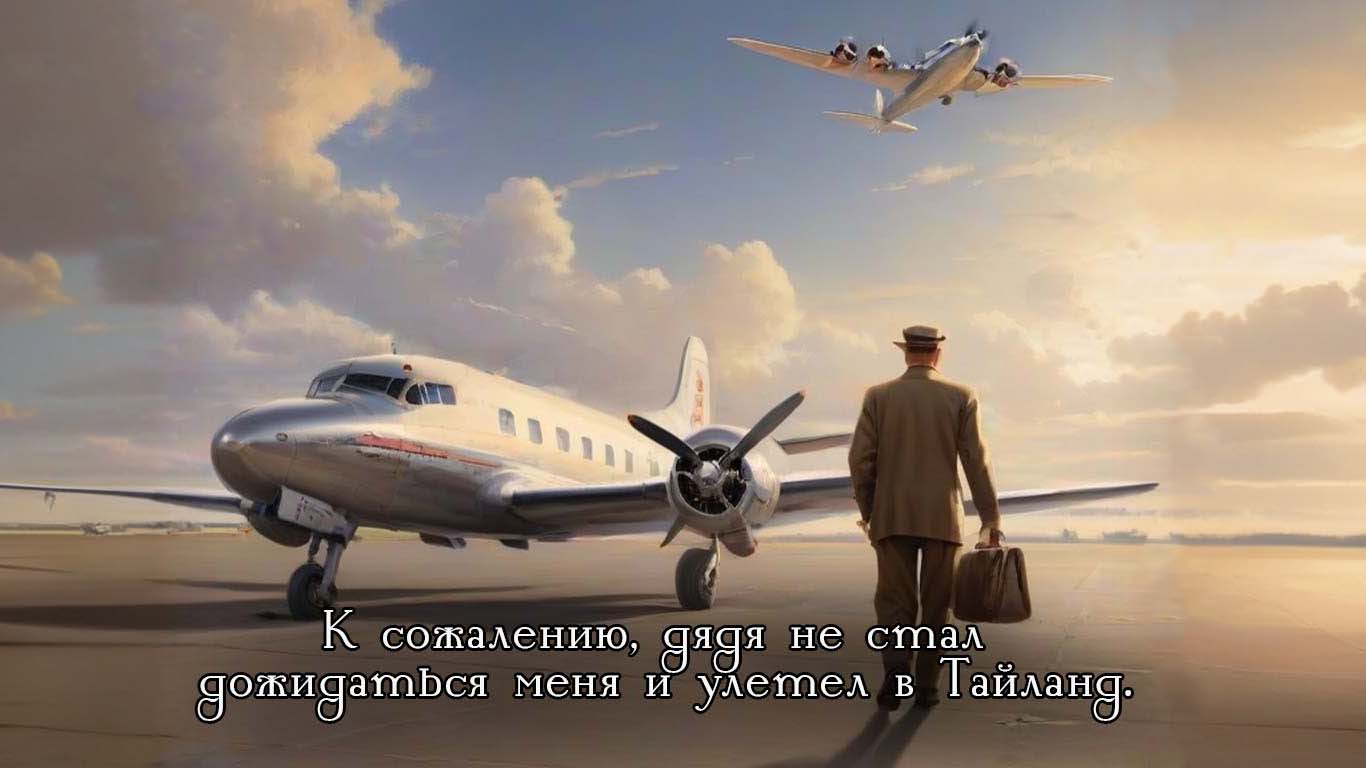 К сожалению, дядя не стал
дожидаться меня и улетел в Тайланд.